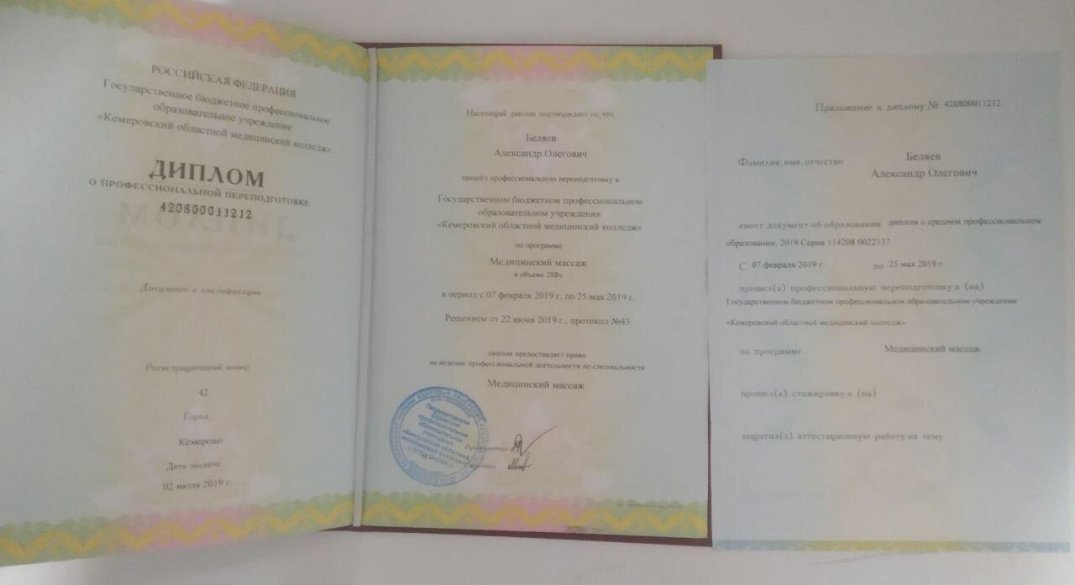 РОССИЙСКАЯ ФЕДЕРАЦИЯ
Государственное бюджетное профессиональное
образовательное учреждение
«Кемеровский областной медицинский колледж»
ДИПЛОМ
О ПРОФЕССИОНАЛЬНОЙ ПЕРЕПОДГОТОВКЕ
420800011212
Документ о квалификации
Регистрационный номер
42
Город
Кемерово
Дата выдачи
02 июля 2019 г.
Настоящий диплом подтверждает то, что
Беляев
Александр Олегович
прошёл профессиональную переподготовку в
Государственном бюджетном профессиональном
образовательном учреждении
«Кемеровский областной медицинский колледж»
по программе
Медицинский массаж
в объеме 288ч
в период с 07 февраля 2019 г. по 25 мая 2019 г.
Решением от 22 июня 2019 г., протокол №43
диплом предоставляет право
на ведение профессиональной деятельности по специальности
Медицинский массаж
Приложение к диплому №. 420800011212
Фамилия, имя, отчество Беляев
Александр Олегович
имеет документ об образовании диплом о среднем профессиональном
образовании, 2019 Серия 114208 0022137
С 07 февраля 2019 г. по 25 мая 2019 г.
прошел(а) профессиональную переподготовку в (на)
Государственном бюджетном профессиональном образовательном учреждении
«Кемеровский областной медицинский колледж»
по программе Медицинский массаж
прошел(а) стажировку в (на)
защитил(а) аттестационную работу на тему